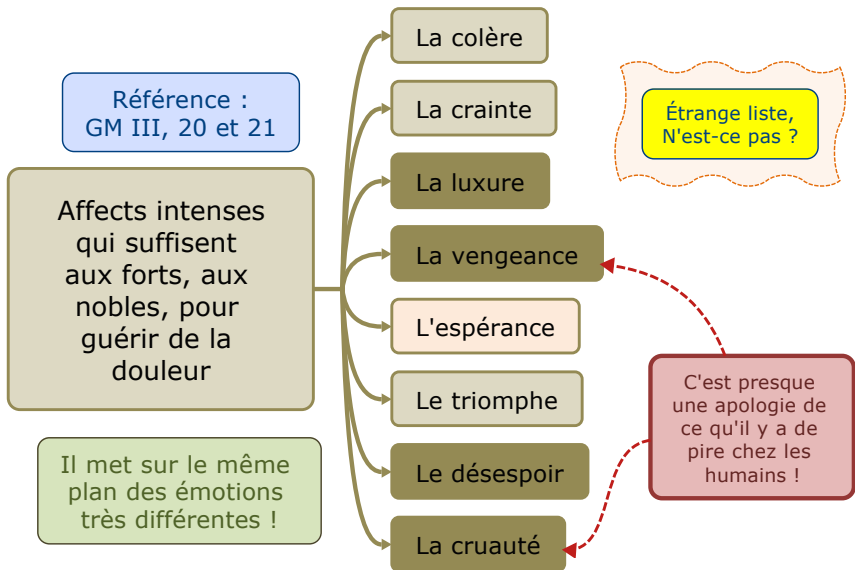 Référence :
GM III, 20 et 21
Affects intenses
qui suffisent
aux forts, aux
nobles, pour
guérir de la
douleur
Il met sur le même
plan des émotions
très différentes !
La colère
La crainte
La luxure
La vengeance
L'espérance
Le triomphe
Le désespoir
La cruauté
Étrange liste,
N'est-ce pas ?
C'est presque
une apologie de
ce qu'il y a de
pire chez les
humains !